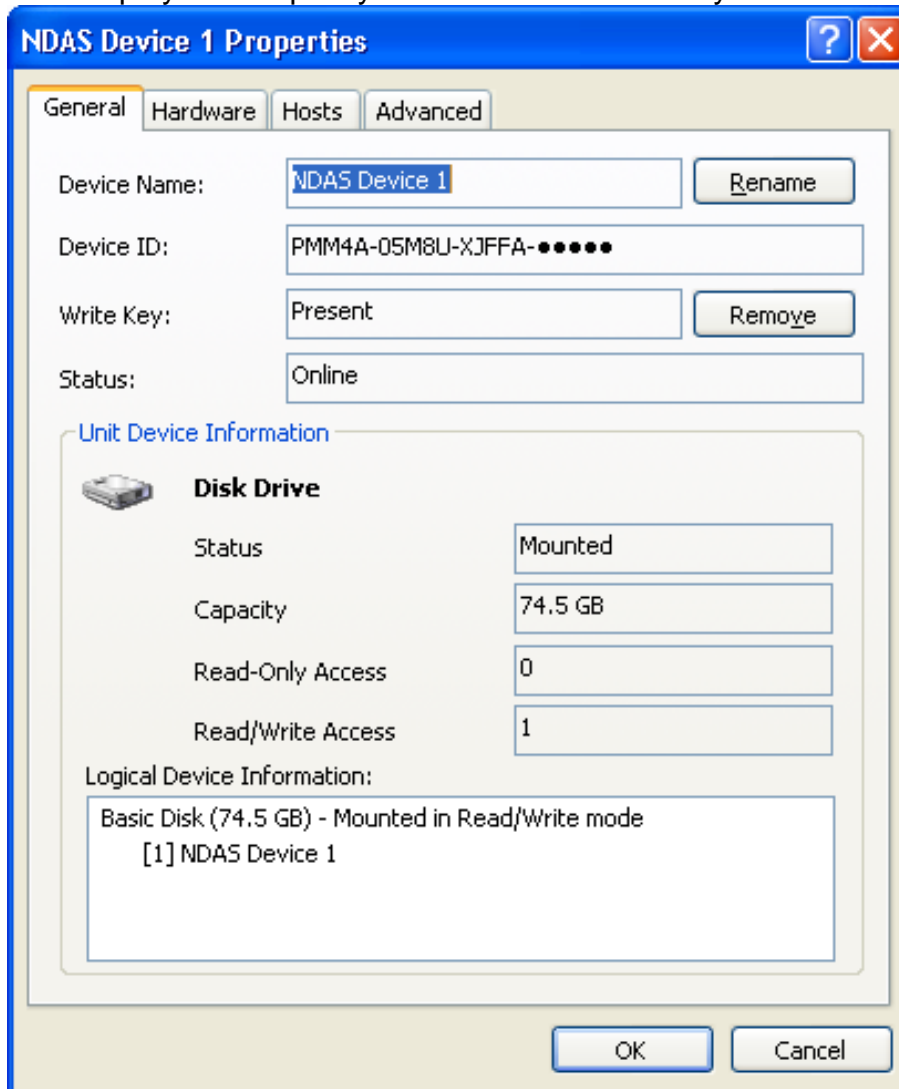 NDAS Device 1 Properties
General Hardware Hosts Advanced
Device Name: NDAS Device 1 Rename
Device ID: PMM4A-05M8U-XJFFA-●●●●●
Write Key: Present Remove
Status: Online
Unit Device Information
Disk Drive
Status Mounted
Capacity 74.5 GB
Read-Only Access 0
Read/Write Access 1
Logical Device Information:
Basic Disk (74.5 GB) - Mounted in Read/Write mode
[1] NDAS Device 1
OK Cancel